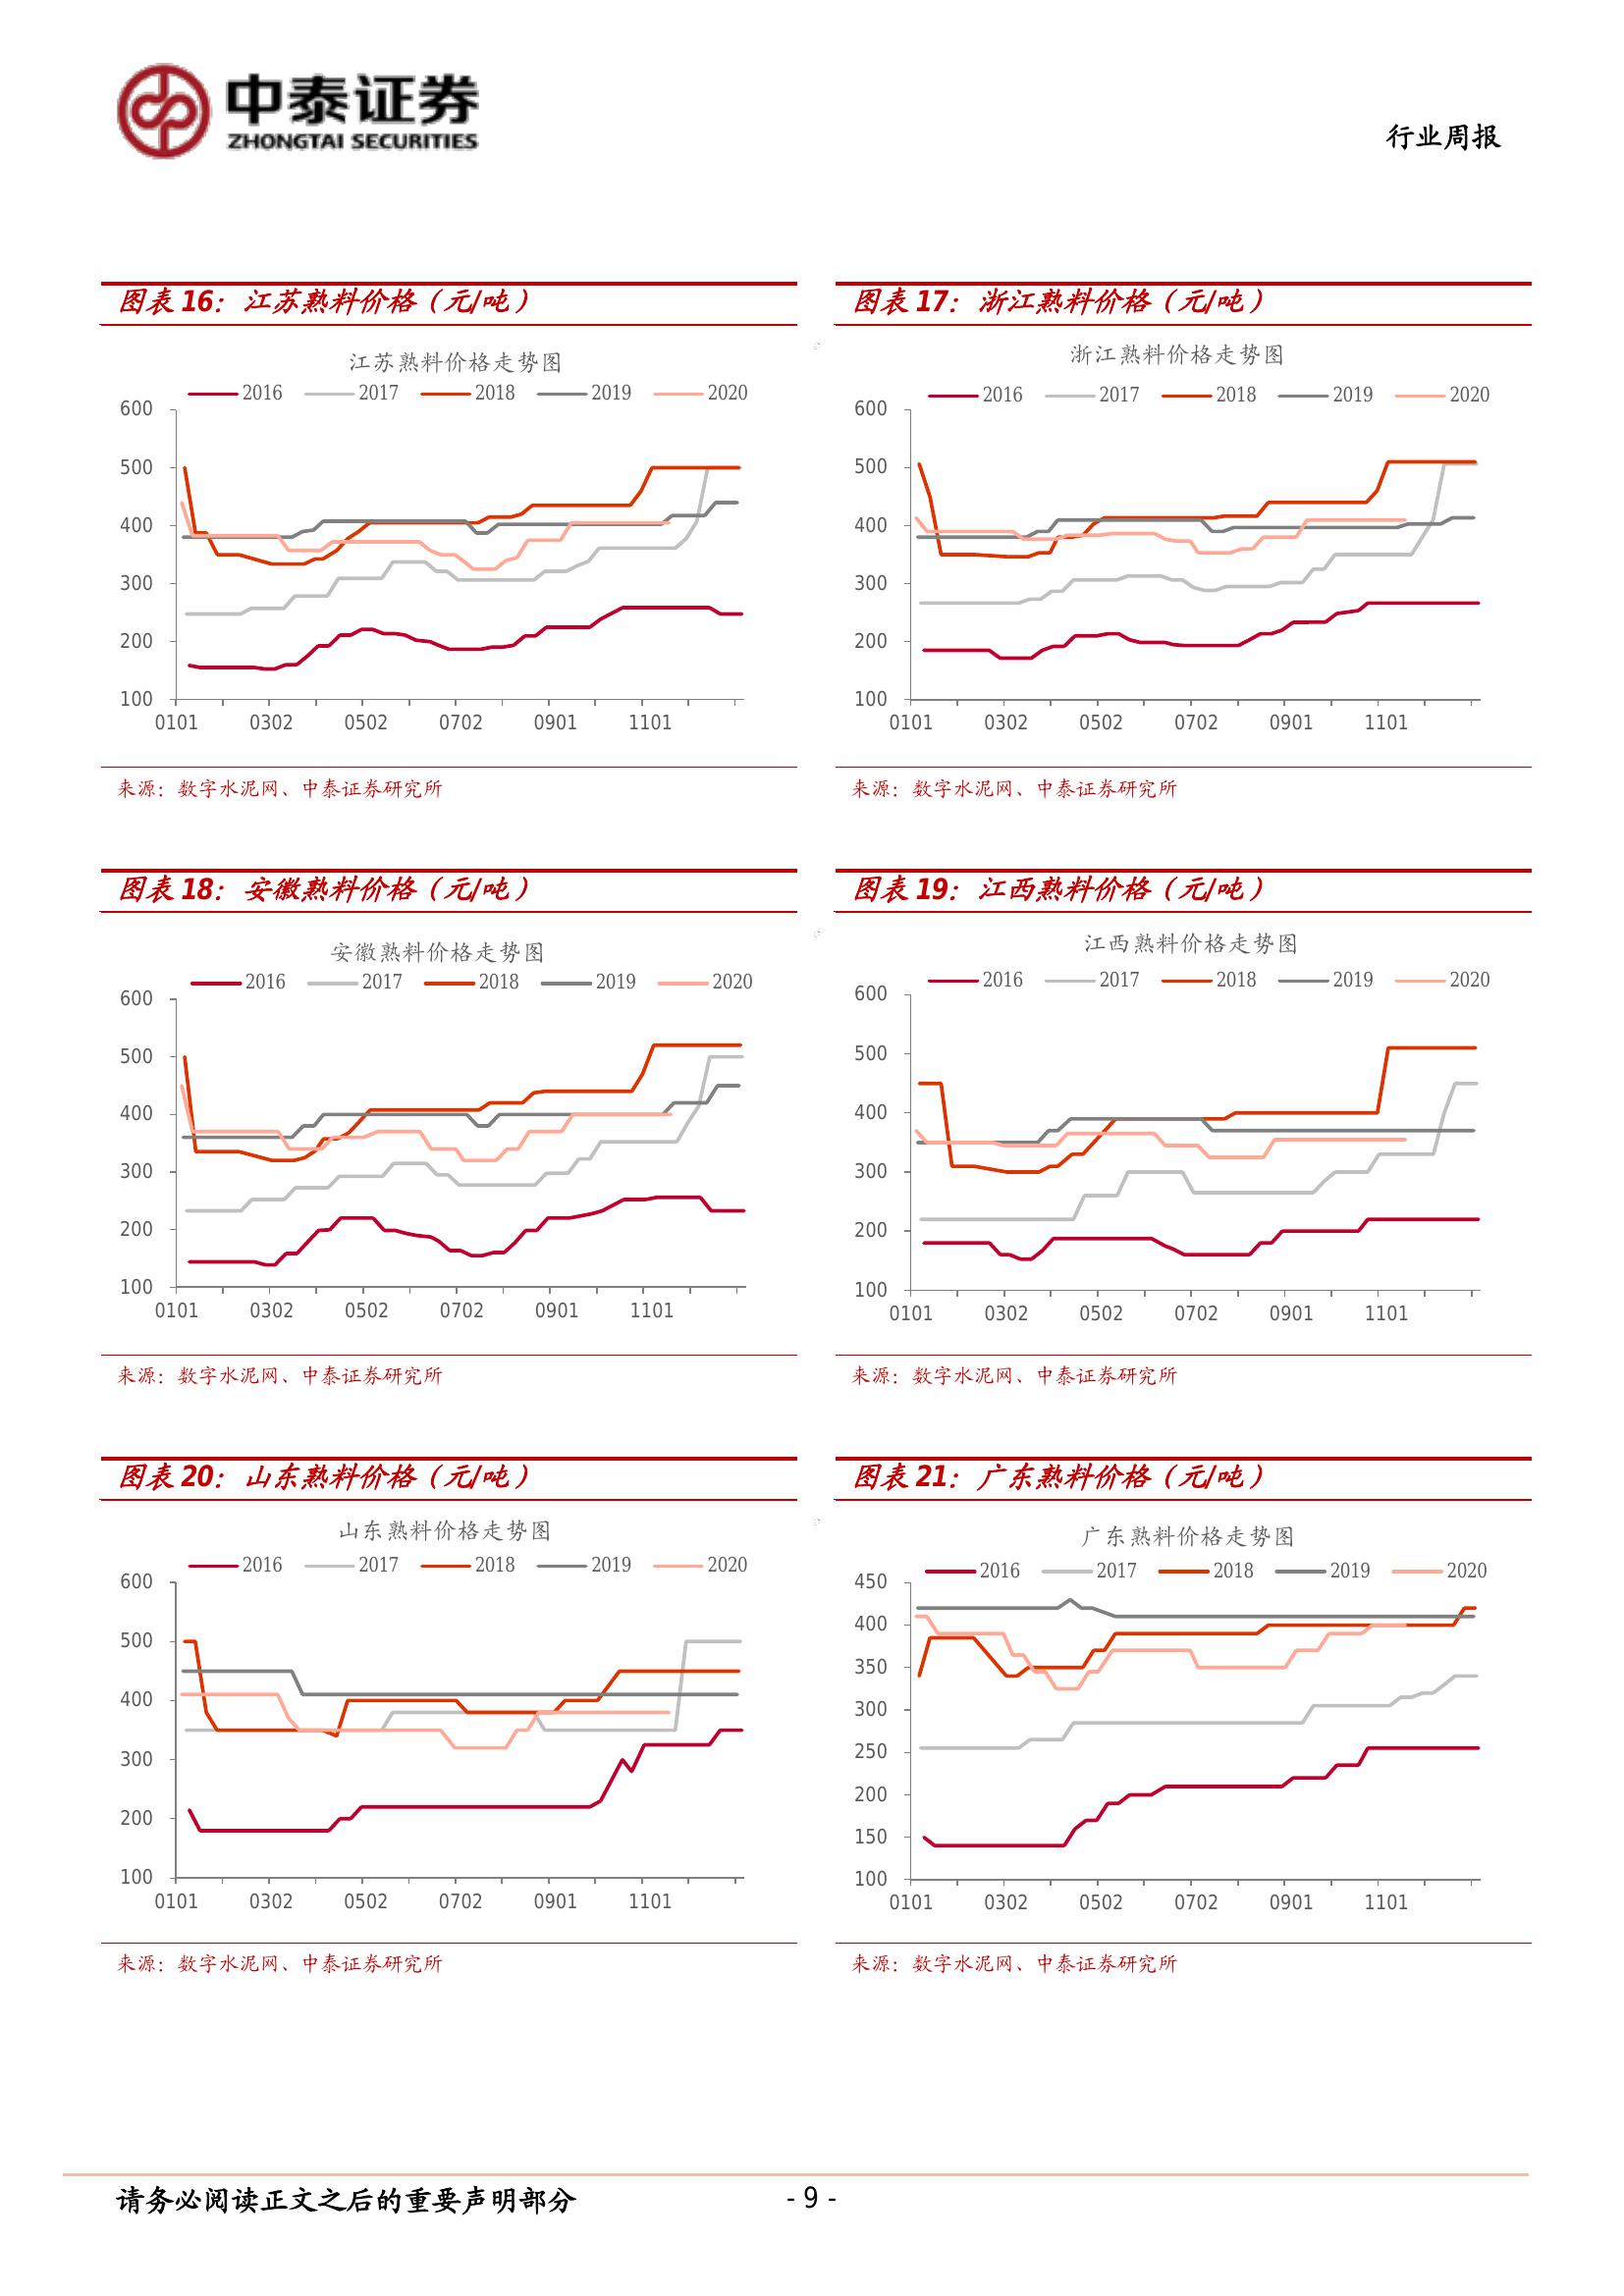 中泰证券
ZHONGTAI SECURITIES
行业周报
图表16：江苏熟料价格（元/吨）
江苏熟料价格走势图
2016 2017 2018 2019 2020
600
500
400
300
200
100
0101 0302 0502 0702 0901 1101
来源：数字水泥网、中泰证券研究所
图表17：浙江熟料价格（元/吨）
浙江熟料价格走势图
2016 2017 2018 2019 2020
600
500
400
300
200
100
0101 0302 0502 0702 0901 1101
来源：数字水泥网、中泰证券研究所
图表18：安徽熟料价格（元/吨）
安徽熟料价格走势图
2016 2017 2018 2019 2020
600
500
400
300
200
100
0101 0302 0502 0702 0901 1101
来源：数字水泥网、中泰证券研究所
图表19：江西熟料价格（元/吨）
江西熟料价格走势图
2016 2017 2018 2019 2020
600
500
400
300
200
100
0101 0302 0502 0702 0901 1101
来源：数字水泥网、中泰证券研究所
图表20：山东熟料价格（元/吨）
山东熟料价格走势图
2016 2017 2018 2019 2020
600
500
400
300
200
100
0101 0302 0502 0702 0901 1101
来源：数字水泥网、中泰证券研究所
图表21：广东熟料价格（元/吨）
广东熟料价格走势图
2016 2017 2018 2019 2020
450
400
350
300
250
200
150
100
0101 0302 0502 0702 0901 1101
来源：数字水泥网、中泰证券研究所
请务必阅读正文之后的重要声明部分
- 9 -